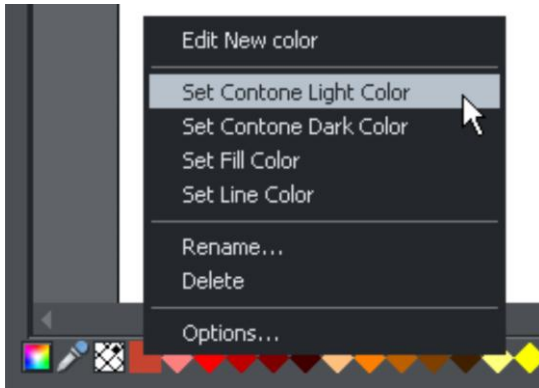 Edit New color
Set Contone Light Color
Set Contone Dark Color
Set Fill Color
Set Line Color
Rename...
Delete
Options...